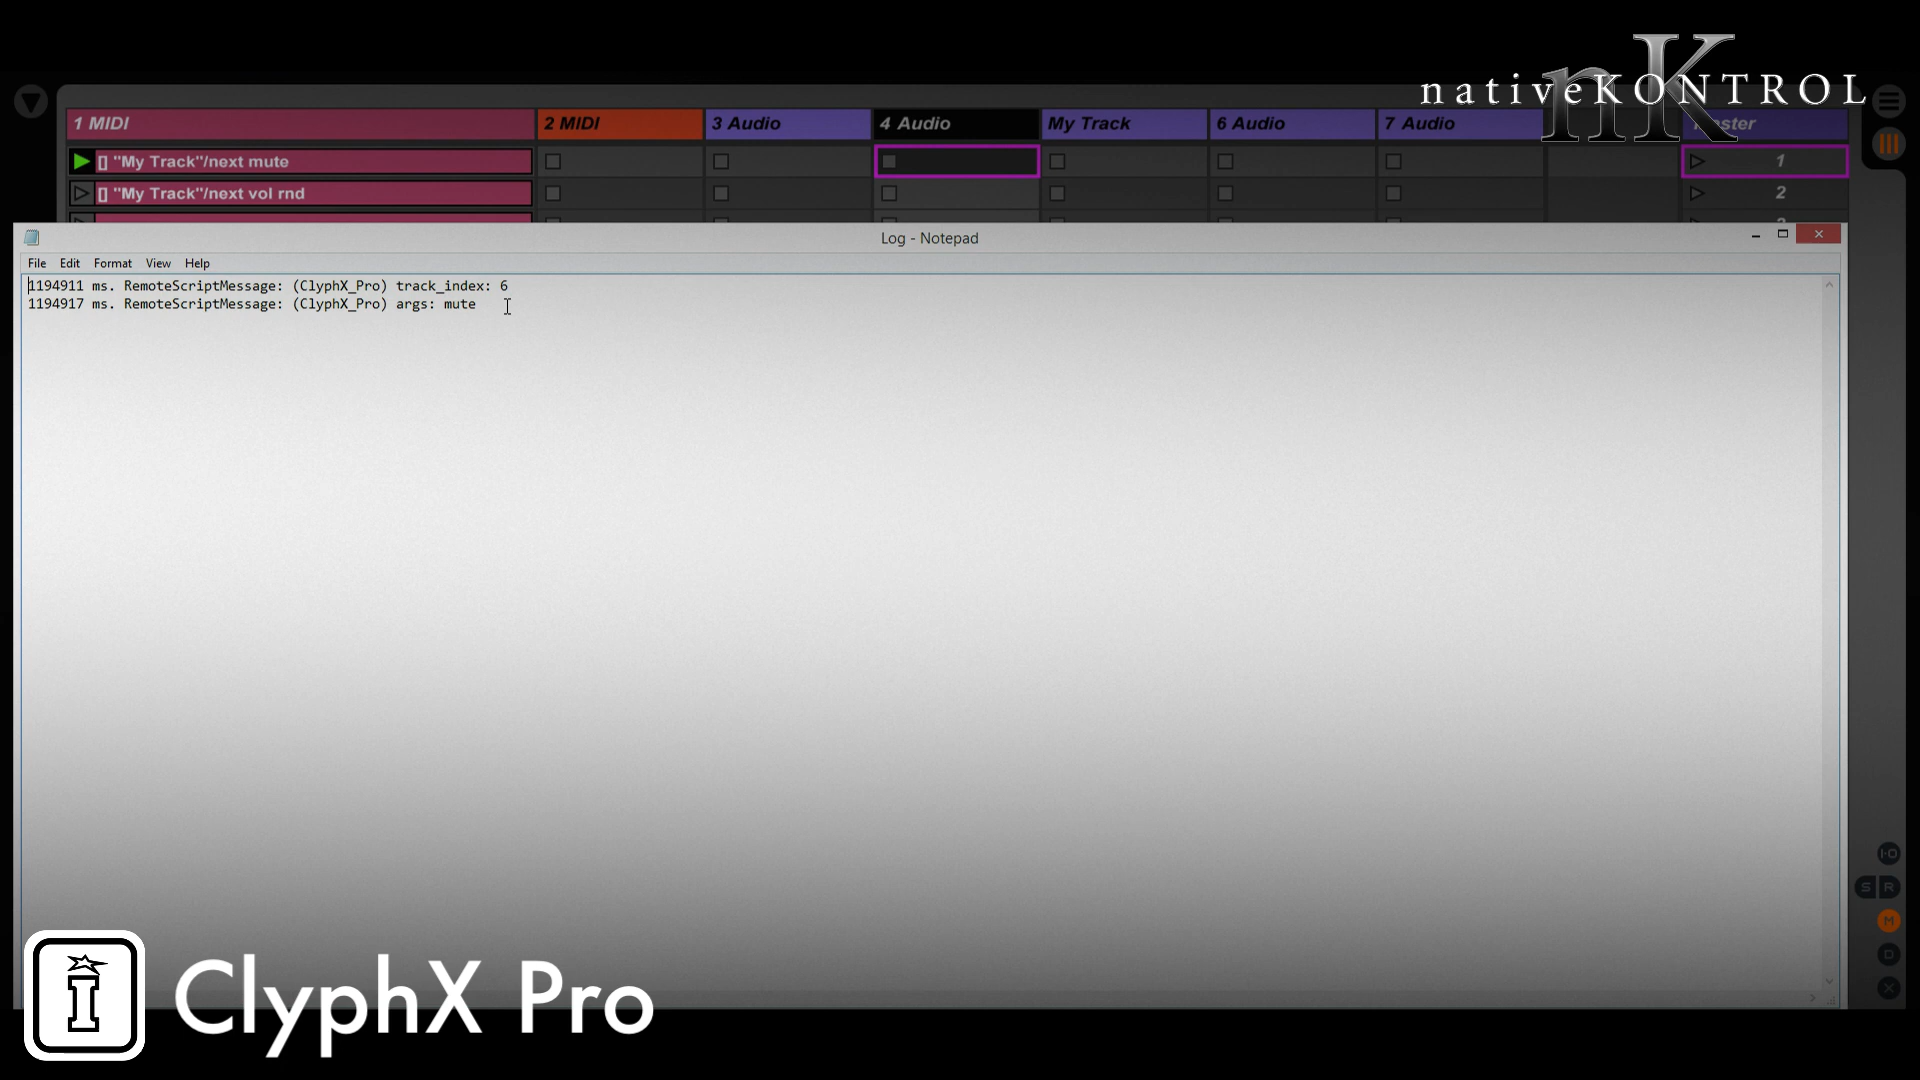 nativeKONTROL
nK
1 MIDI
2 MIDI
3 Audio
4 Audio
My Track
6 Audio
7 Audio
[] "My Track"/next mute
1
[] "My Track"/next vol rnd
2
Log - Notepad
File Edit Format View Help
1194911 ms. RemoteScriptMessage: (ClyphX_Pro) track_index: 6
1194917 ms. RemoteScriptMessage: (ClyphX_Pro) args: mute
I-O
S R
M
D
X
ClyphX Pro